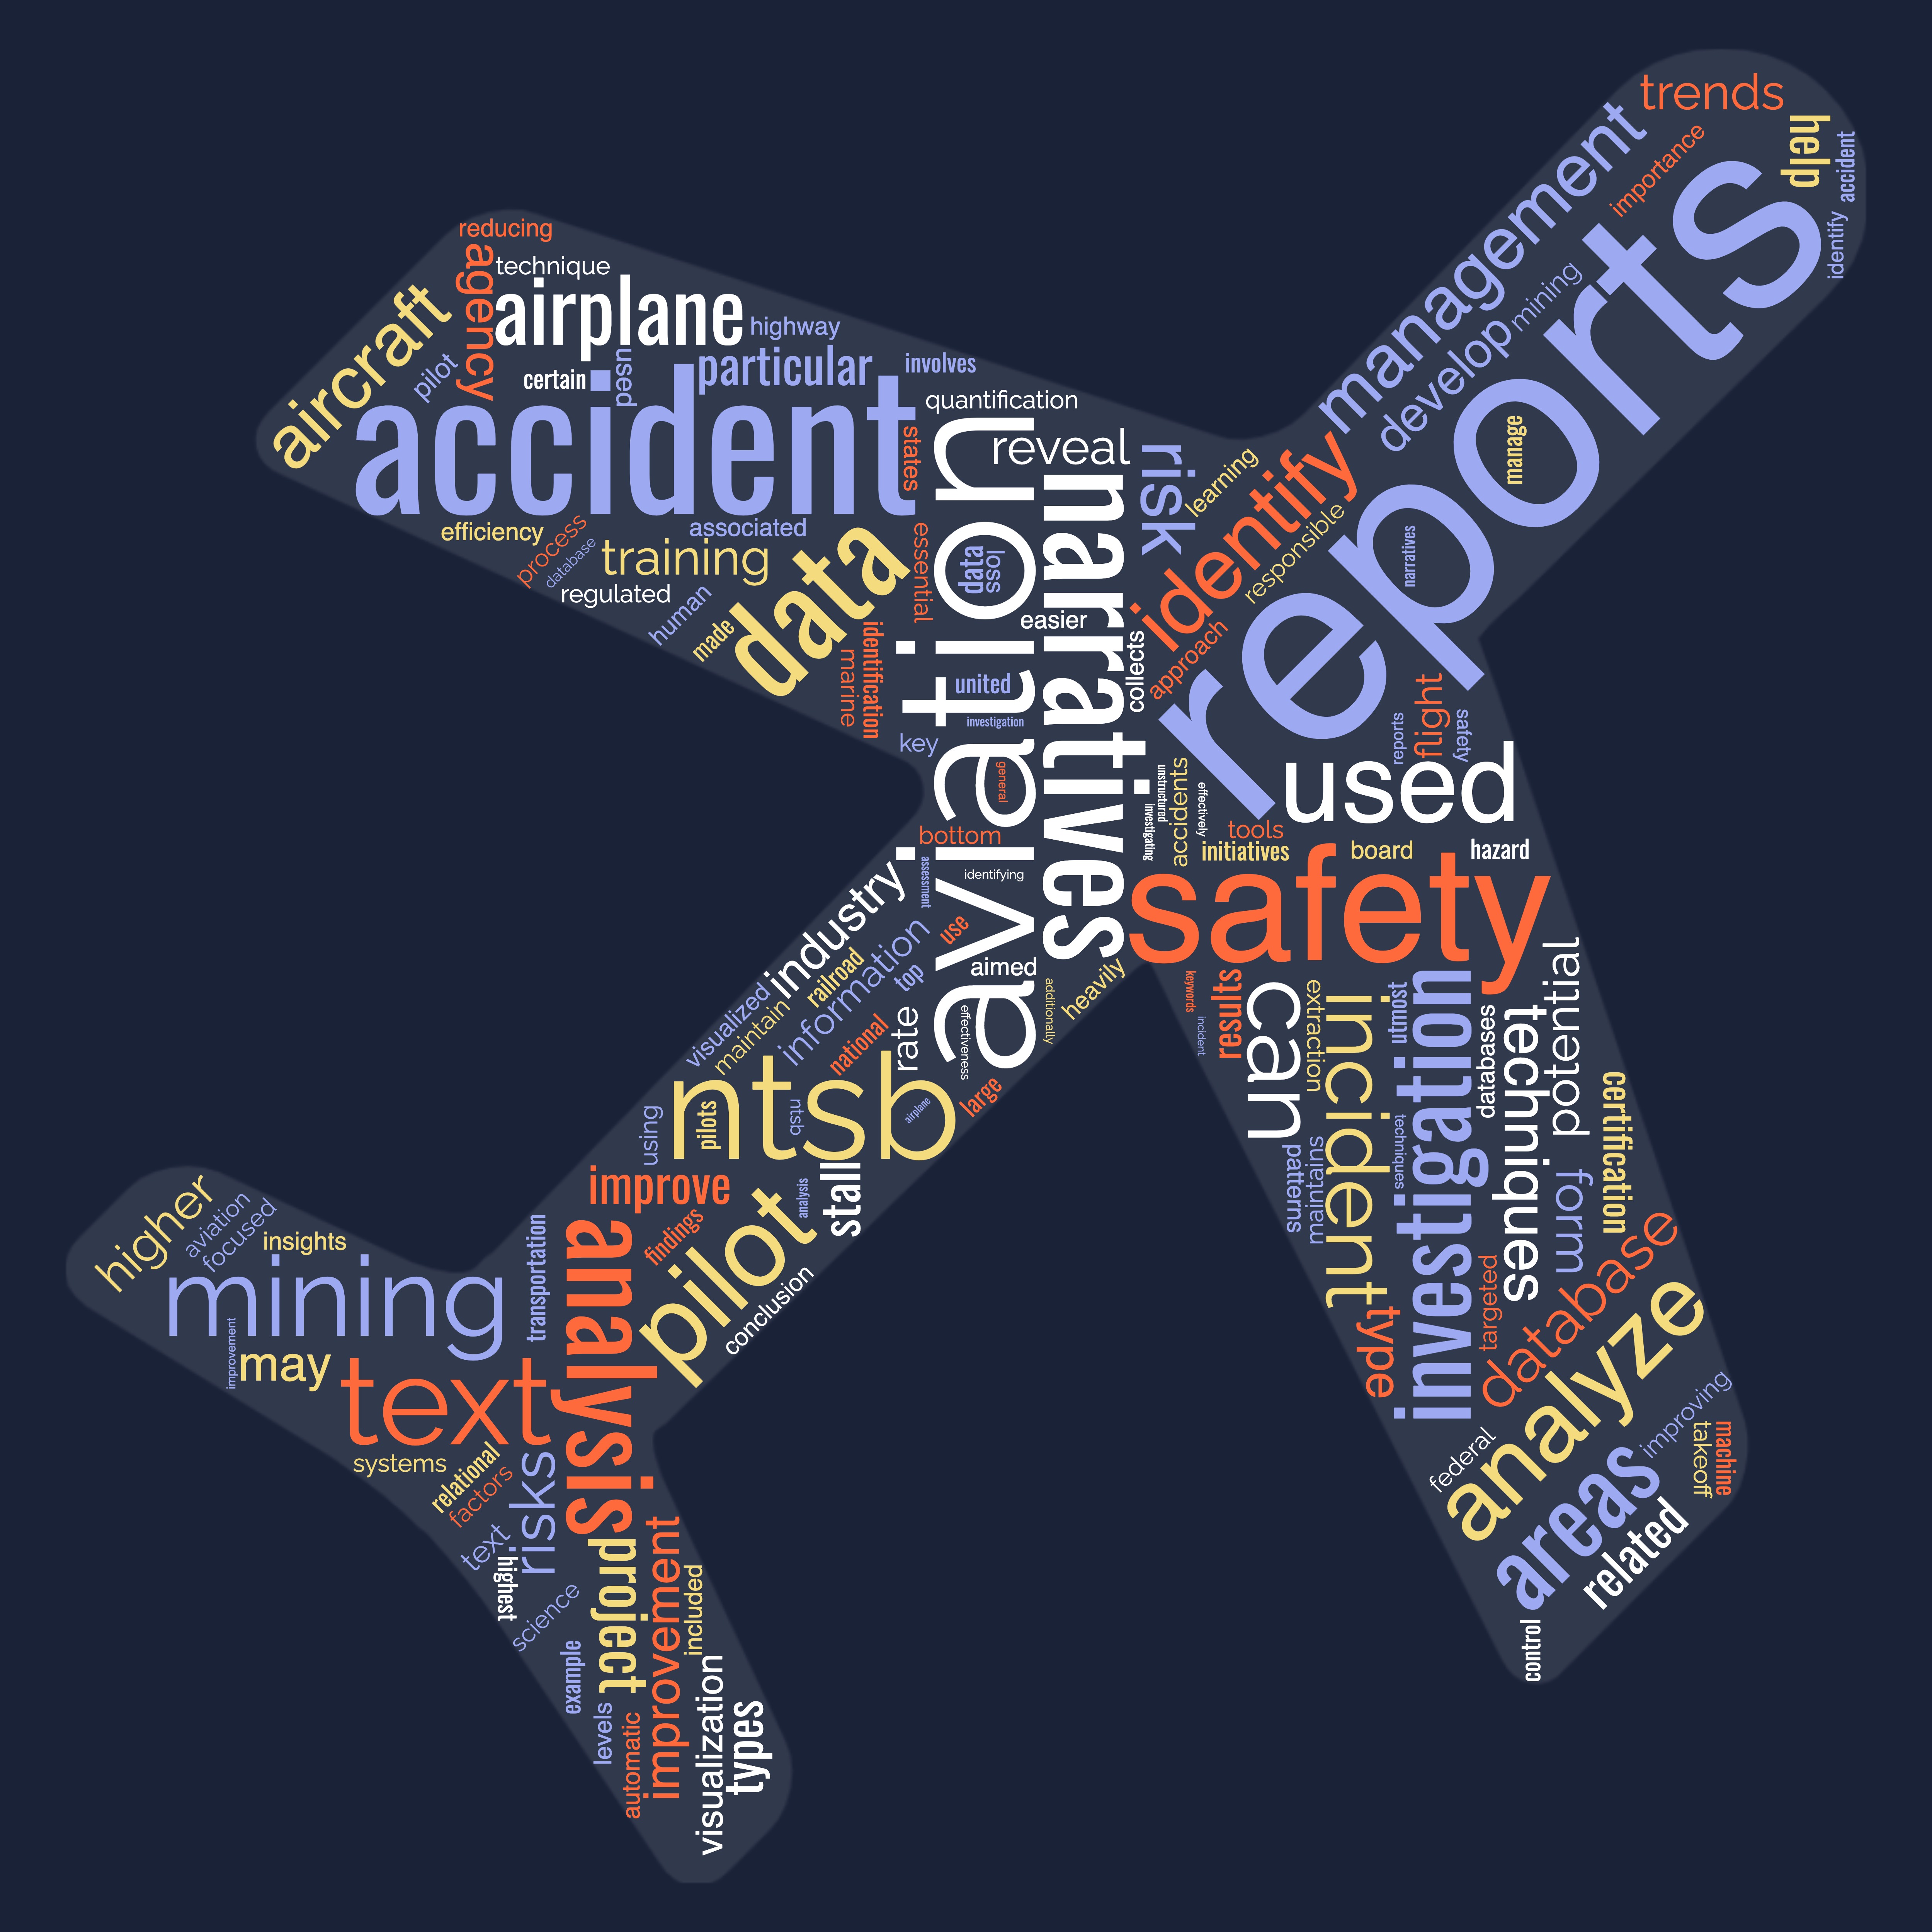 trends
help
accident
importance
management
identify
reports
develop
mining
manage
narratives
reducing
technique
agency
airplane
aircraft
pilot
highway
used
certain
particular
involves
accident
states
quantification
reveal
aviation
narratives
risk
learning
identify
responsible
approach
efficiency
process
database
associated
training
regulated
human
made
data
essential
identification
marine
data
loss
easier
collects
united
investigation
key
general
flight
reports
safety
used
unstructured
investigating
accidents
effectively
tools
initiatives
board
hazard
safety
bottom
assessment
identifying
industry
information
use
railroad
top
visualized
maintain
national
rate
aimed
additionally
heavily
effectiveness
large
ntsb
pilots
ntsb
airplane
using
keywords
incident
results
can
extraction
incident
utmost
investigation
databases
techniques
potential
techniques
maintains
patterns
form
certification
type
targeted
database
analyze
federal
improving
machine
takeoff
areas
related
control
improve
findings
analysis
stall
pilot
conclusion
higher
aviation
focused
insights
mining
transportation
analysis
improvement
may
text
systems
relational
factors
risks
text
highest
science
project
improvement
included
example
levels
automatic
visualization
types